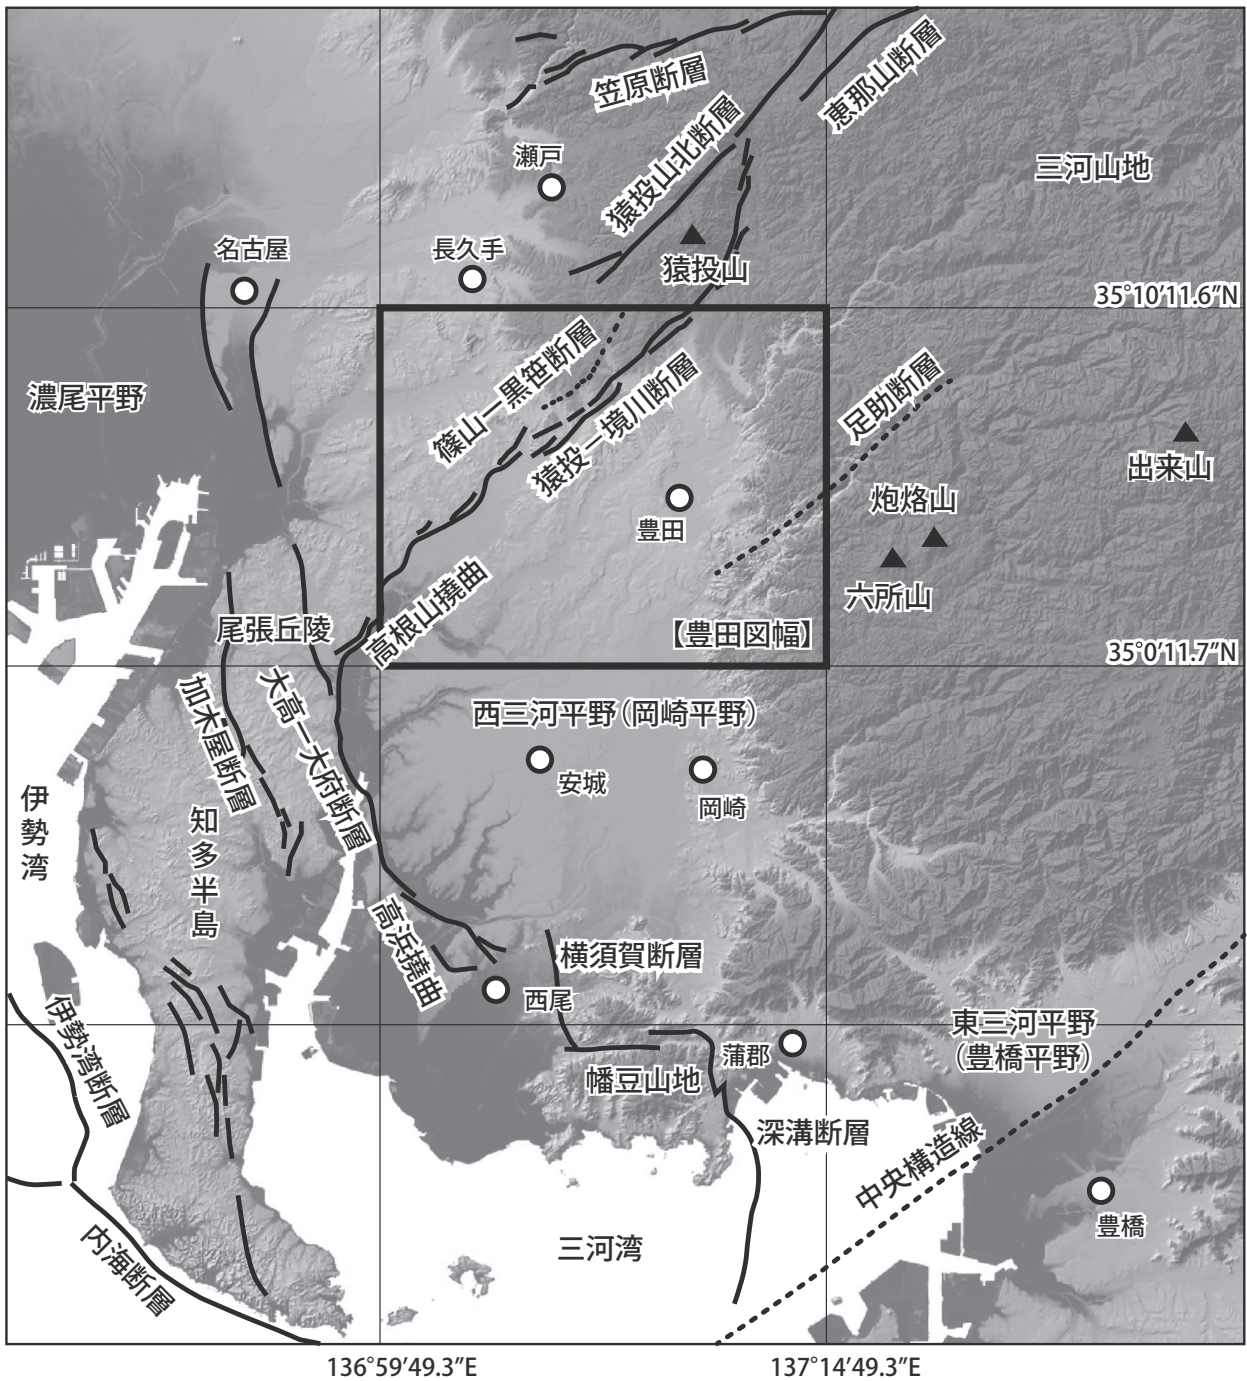 笠原断層
恵那山断層
瀬戸
猿投山北断層
三河山地
名古屋
長久手
猿投山
35°10′11.6″N
濃尾平野
篠山－黒笹断層
猿投－境川断層
足助断層
出来山
炮烙山
豊田
六所山
高根山撓曲
尾張丘陵
【豊田図幅】
35°0′11.7″N
加木屋断層
大高－大府断層
西三河平野（岡崎平野）
安城
岡崎
伊勢湾
知多半島
高浜撓曲
横須賀断層
西尾
伊勢湾断層
東三河平野
（豊橋平野）
蒲郡
幡豆山地
深溝断層
中央構造線
豊橋
内海断層
三河湾
136°59′49.3″E
137°14′49.3″E